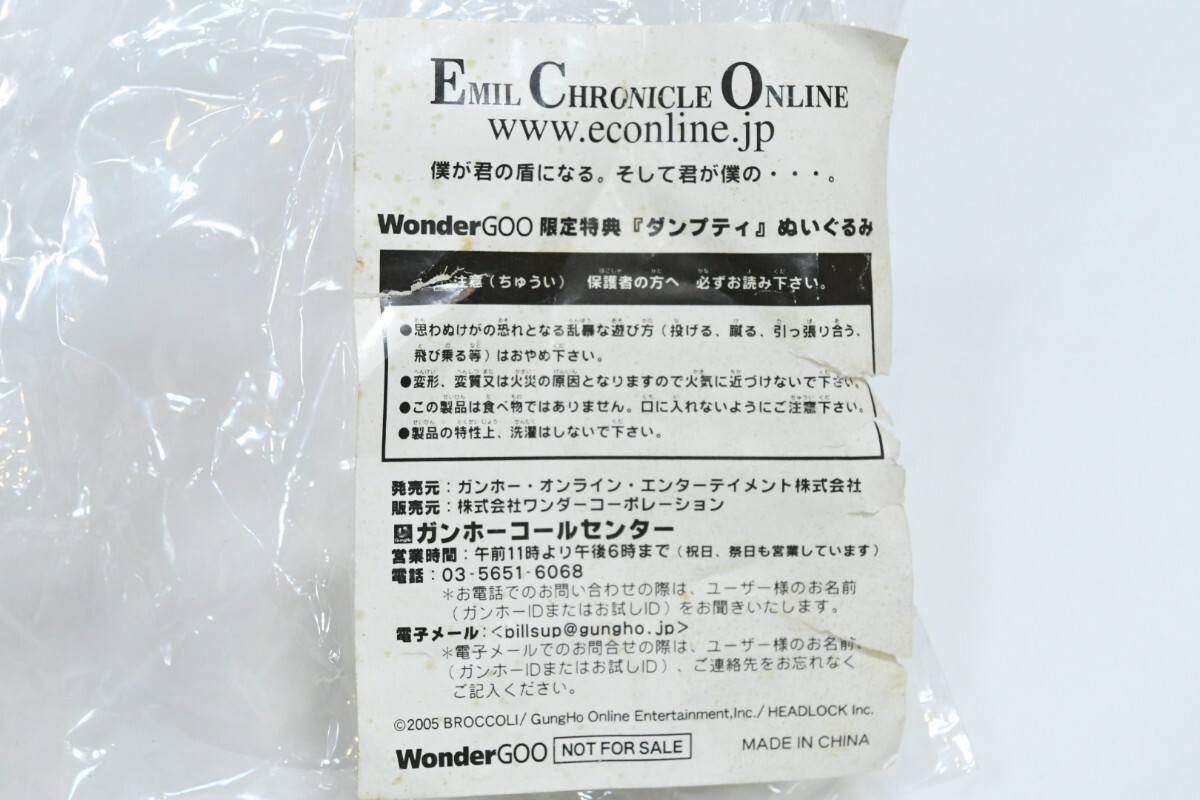 EMIL CHRONICLE ONLINE
www.econline.jp
僕が君の盾になる。そして君が僕の・・・。
WonderGOO 限定特典『ダンプティ』ぬいぐるみ
注意(ちゅうい) 保護者の方へ 必ずお読み下さい。
●思わぬけがの恐れとなる乱暴な遊び方(投げる、蹴る、引っ張り合う、
飛び乗る等)はおやめ下さい。
●変形、変質又は火災の原因となりますので火気に近づけないで下さい。
●この製品は食べ物ではありません。口に入れないようにご注意下さい。
●製品の特性上、洗濯はしないで下さい。
発売元:ガンホー・オンライン・エンターテイメント株式会社
販売元:株式会社ワンダーコーポレーション
ガンホーコールセンター
営業時間:午前11時より午後6時まで(祝日、祭日も営業しています)
電話:03-5651-6068
*お電話でのお問い合わせの際は、ユーザー様のお名前
(ガンホーIDまたはお試しID)をお聞きいたします。
電子メール:<billsup@gungho.jp>
*電子メールでのお問合せの際は、ユーザー様のお名前、
(ガンホーIDまたはお試しID)、ご連絡先をお忘れなく
ご記入ください。
©2005 BROCCOLI/ GungHo Online Entertainment,Inc./ HEADLOCK Inc.
WonderGOO NOT FOR SALE MADE IN CHINA